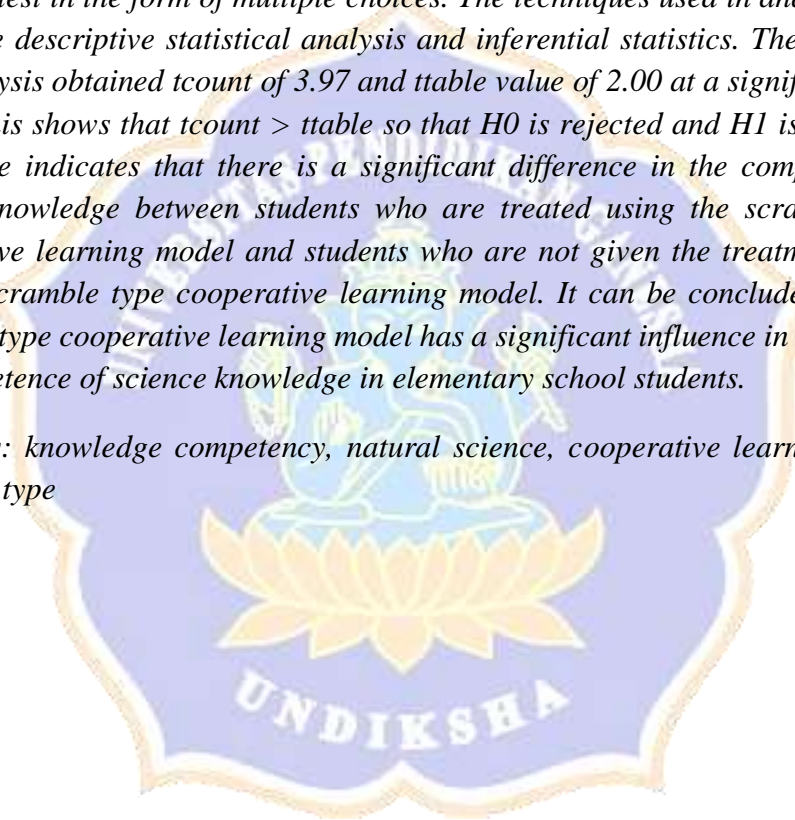 est in the form of multiple choices. The techniques used in
e descriptive statistical analysis and inferential statistics. The
ysis obtained tcount of 3.97 and ttable value of 2.00 at a signif
is shows that tcount > ttable so that H0 is rejected and H1 is
e indicates that there is a significant difference in the com
nowledge between students who are treated using the scra
ve learning model and students who are not given the treatm
cramble type cooperative learning model. It can be conclude
type cooperative learning model has a significant influence in
etence of science knowledge in elementary school students.
: knowledge competency, natural science, cooperative learn
type
UNIVERSITAS PENDIDIKAN GANESHA
UNDIKSHA